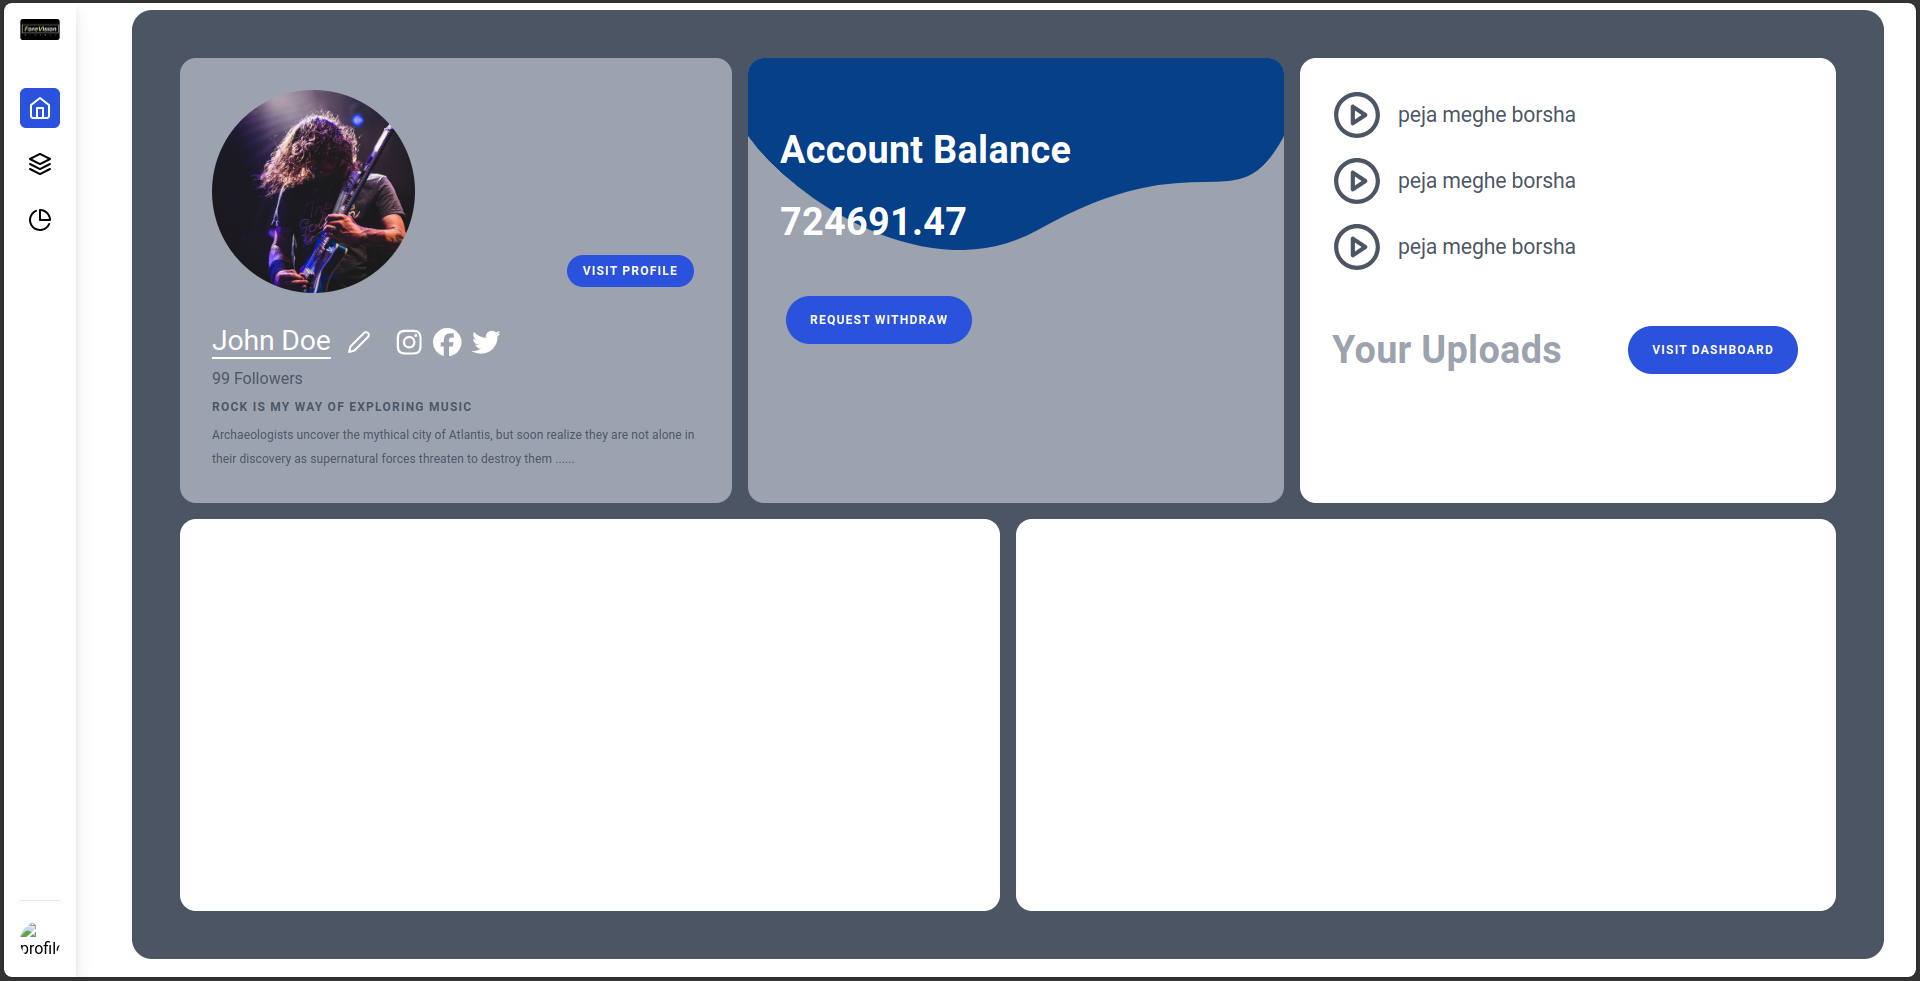 ForeVision
VISIT PROFILE
John Doe
99 Followers
ROCK IS MY WAY OF EXPLORING MUSIC
Archaeologists uncover the mythical city of Atlantis, but soon realize they are not alone in
their discovery as supernatural forces threaten to destroy them ......
Account Balance
724691.47
REQUEST WITHDRAW
peja meghe borsha
peja meghe borsha
peja meghe borsha
Your Uploads
VISIT DASHBOARD